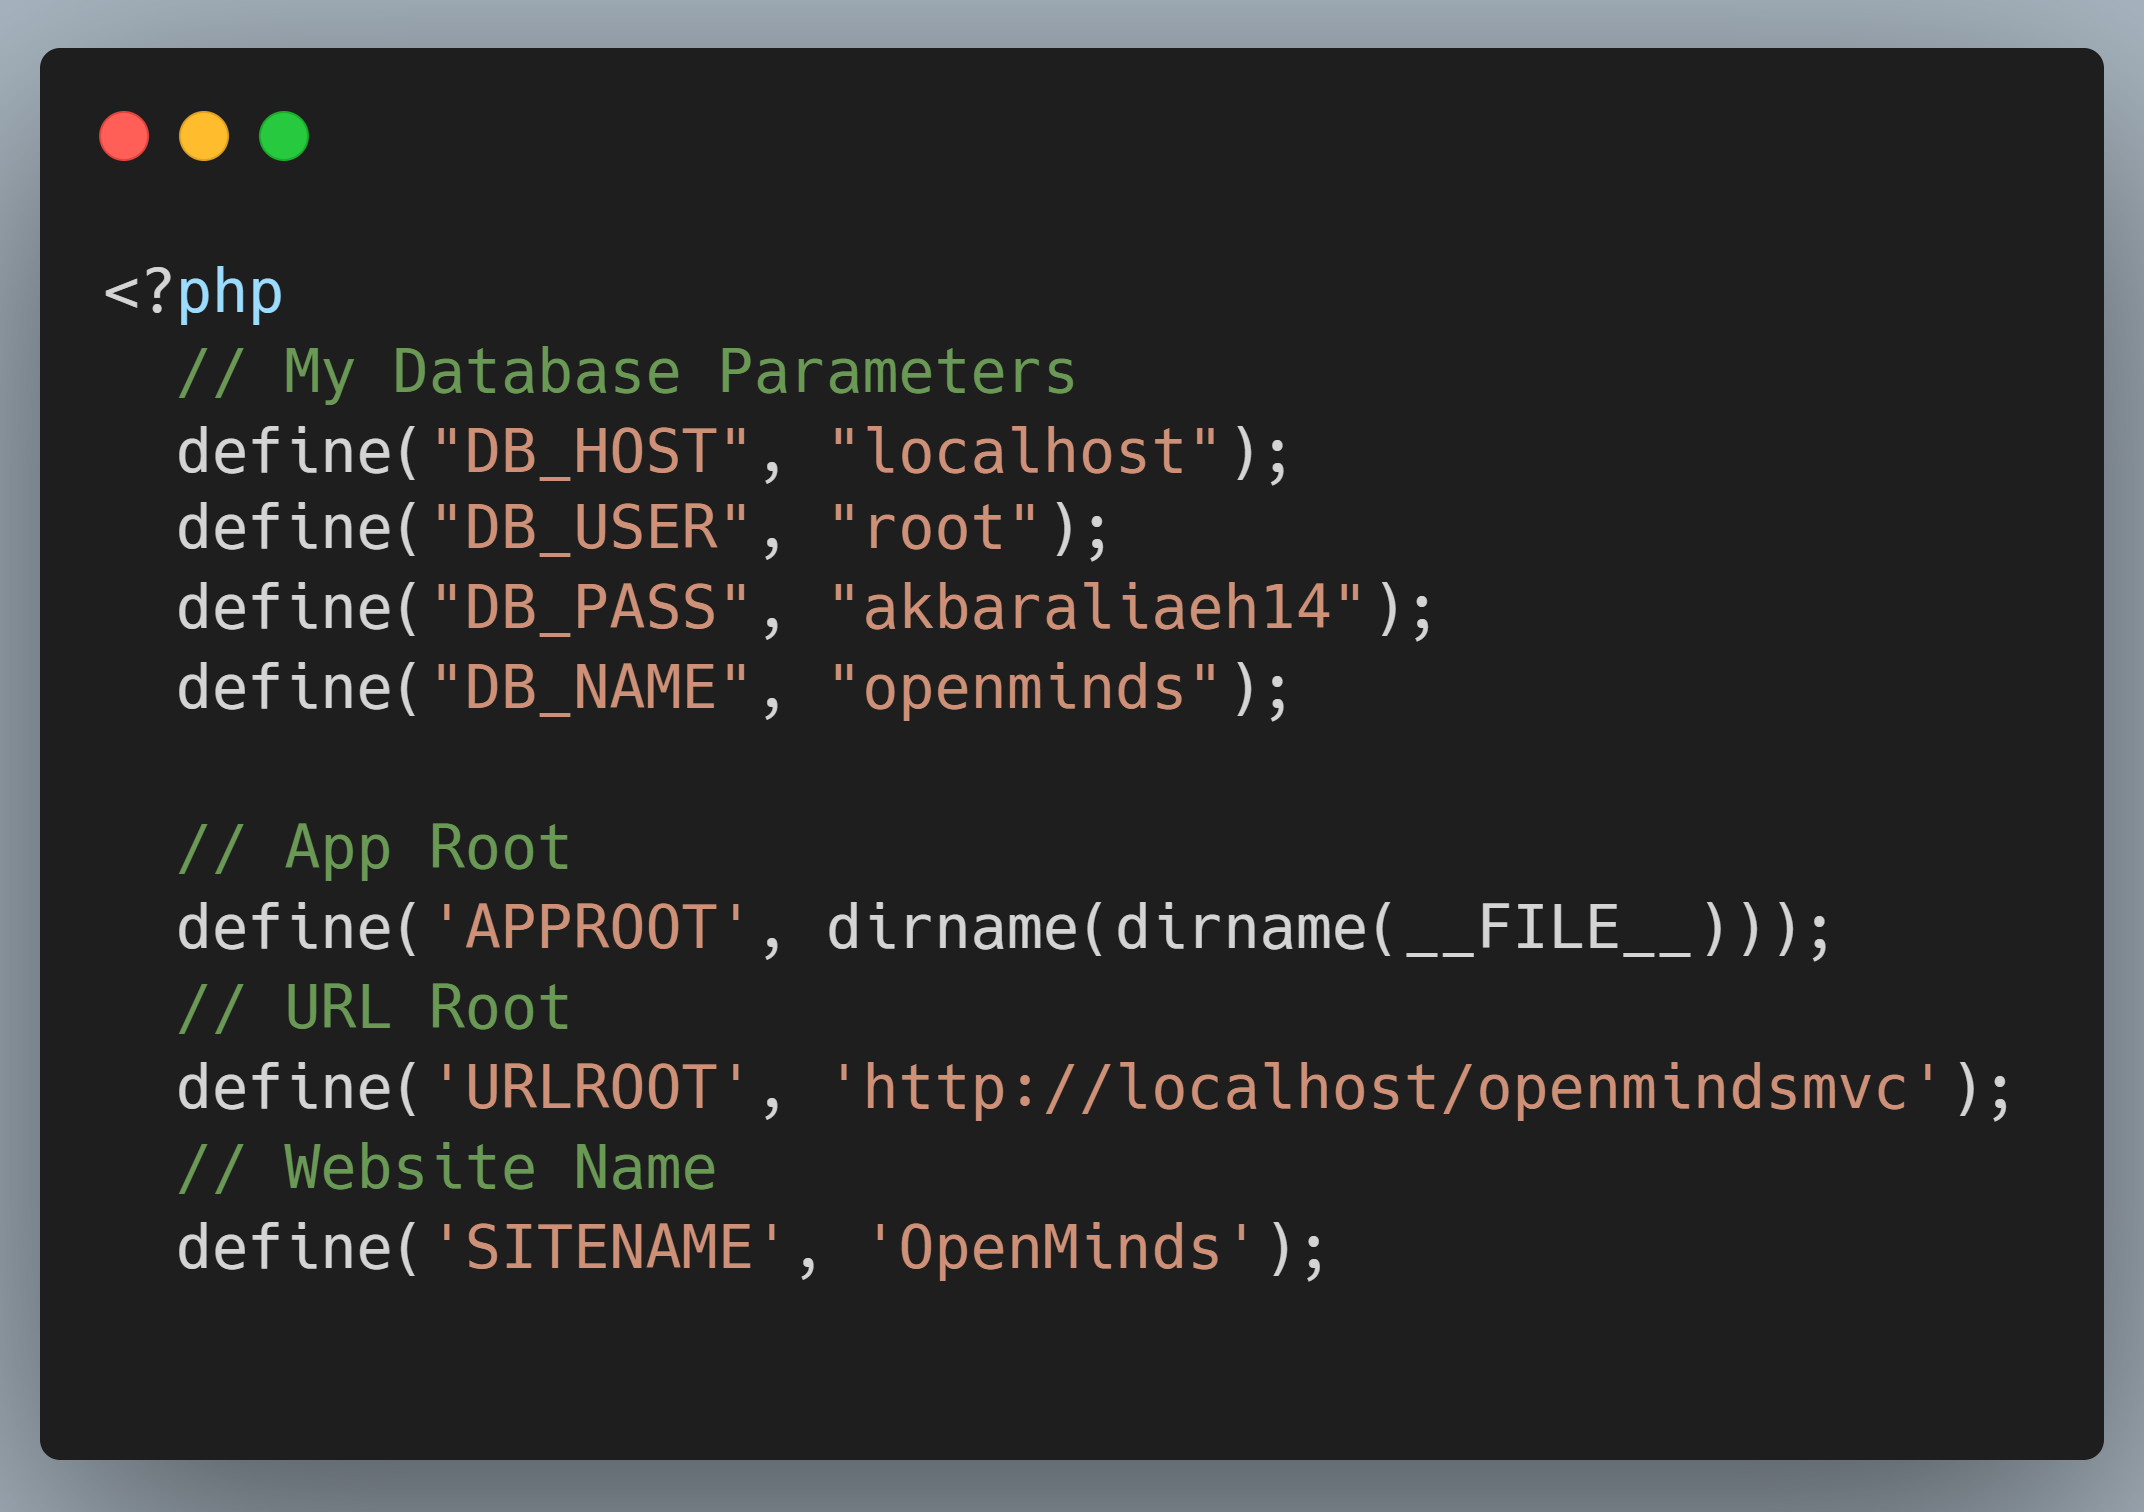 <?php
// My Database Parameters
define("DB_HOST", "localhost");
define("DB_USER", "root");
define("DB_PASS", "akbaraliaeh14");
define("DB_NAME", "openminds");
// App Root
define('APPROOT', dirname(dirname(__FILE__)));
// URL Root
define('URLROOT', 'http://localhost/openmindsmvc');
// Website Name
define('SITENAME', 'OpenMinds');